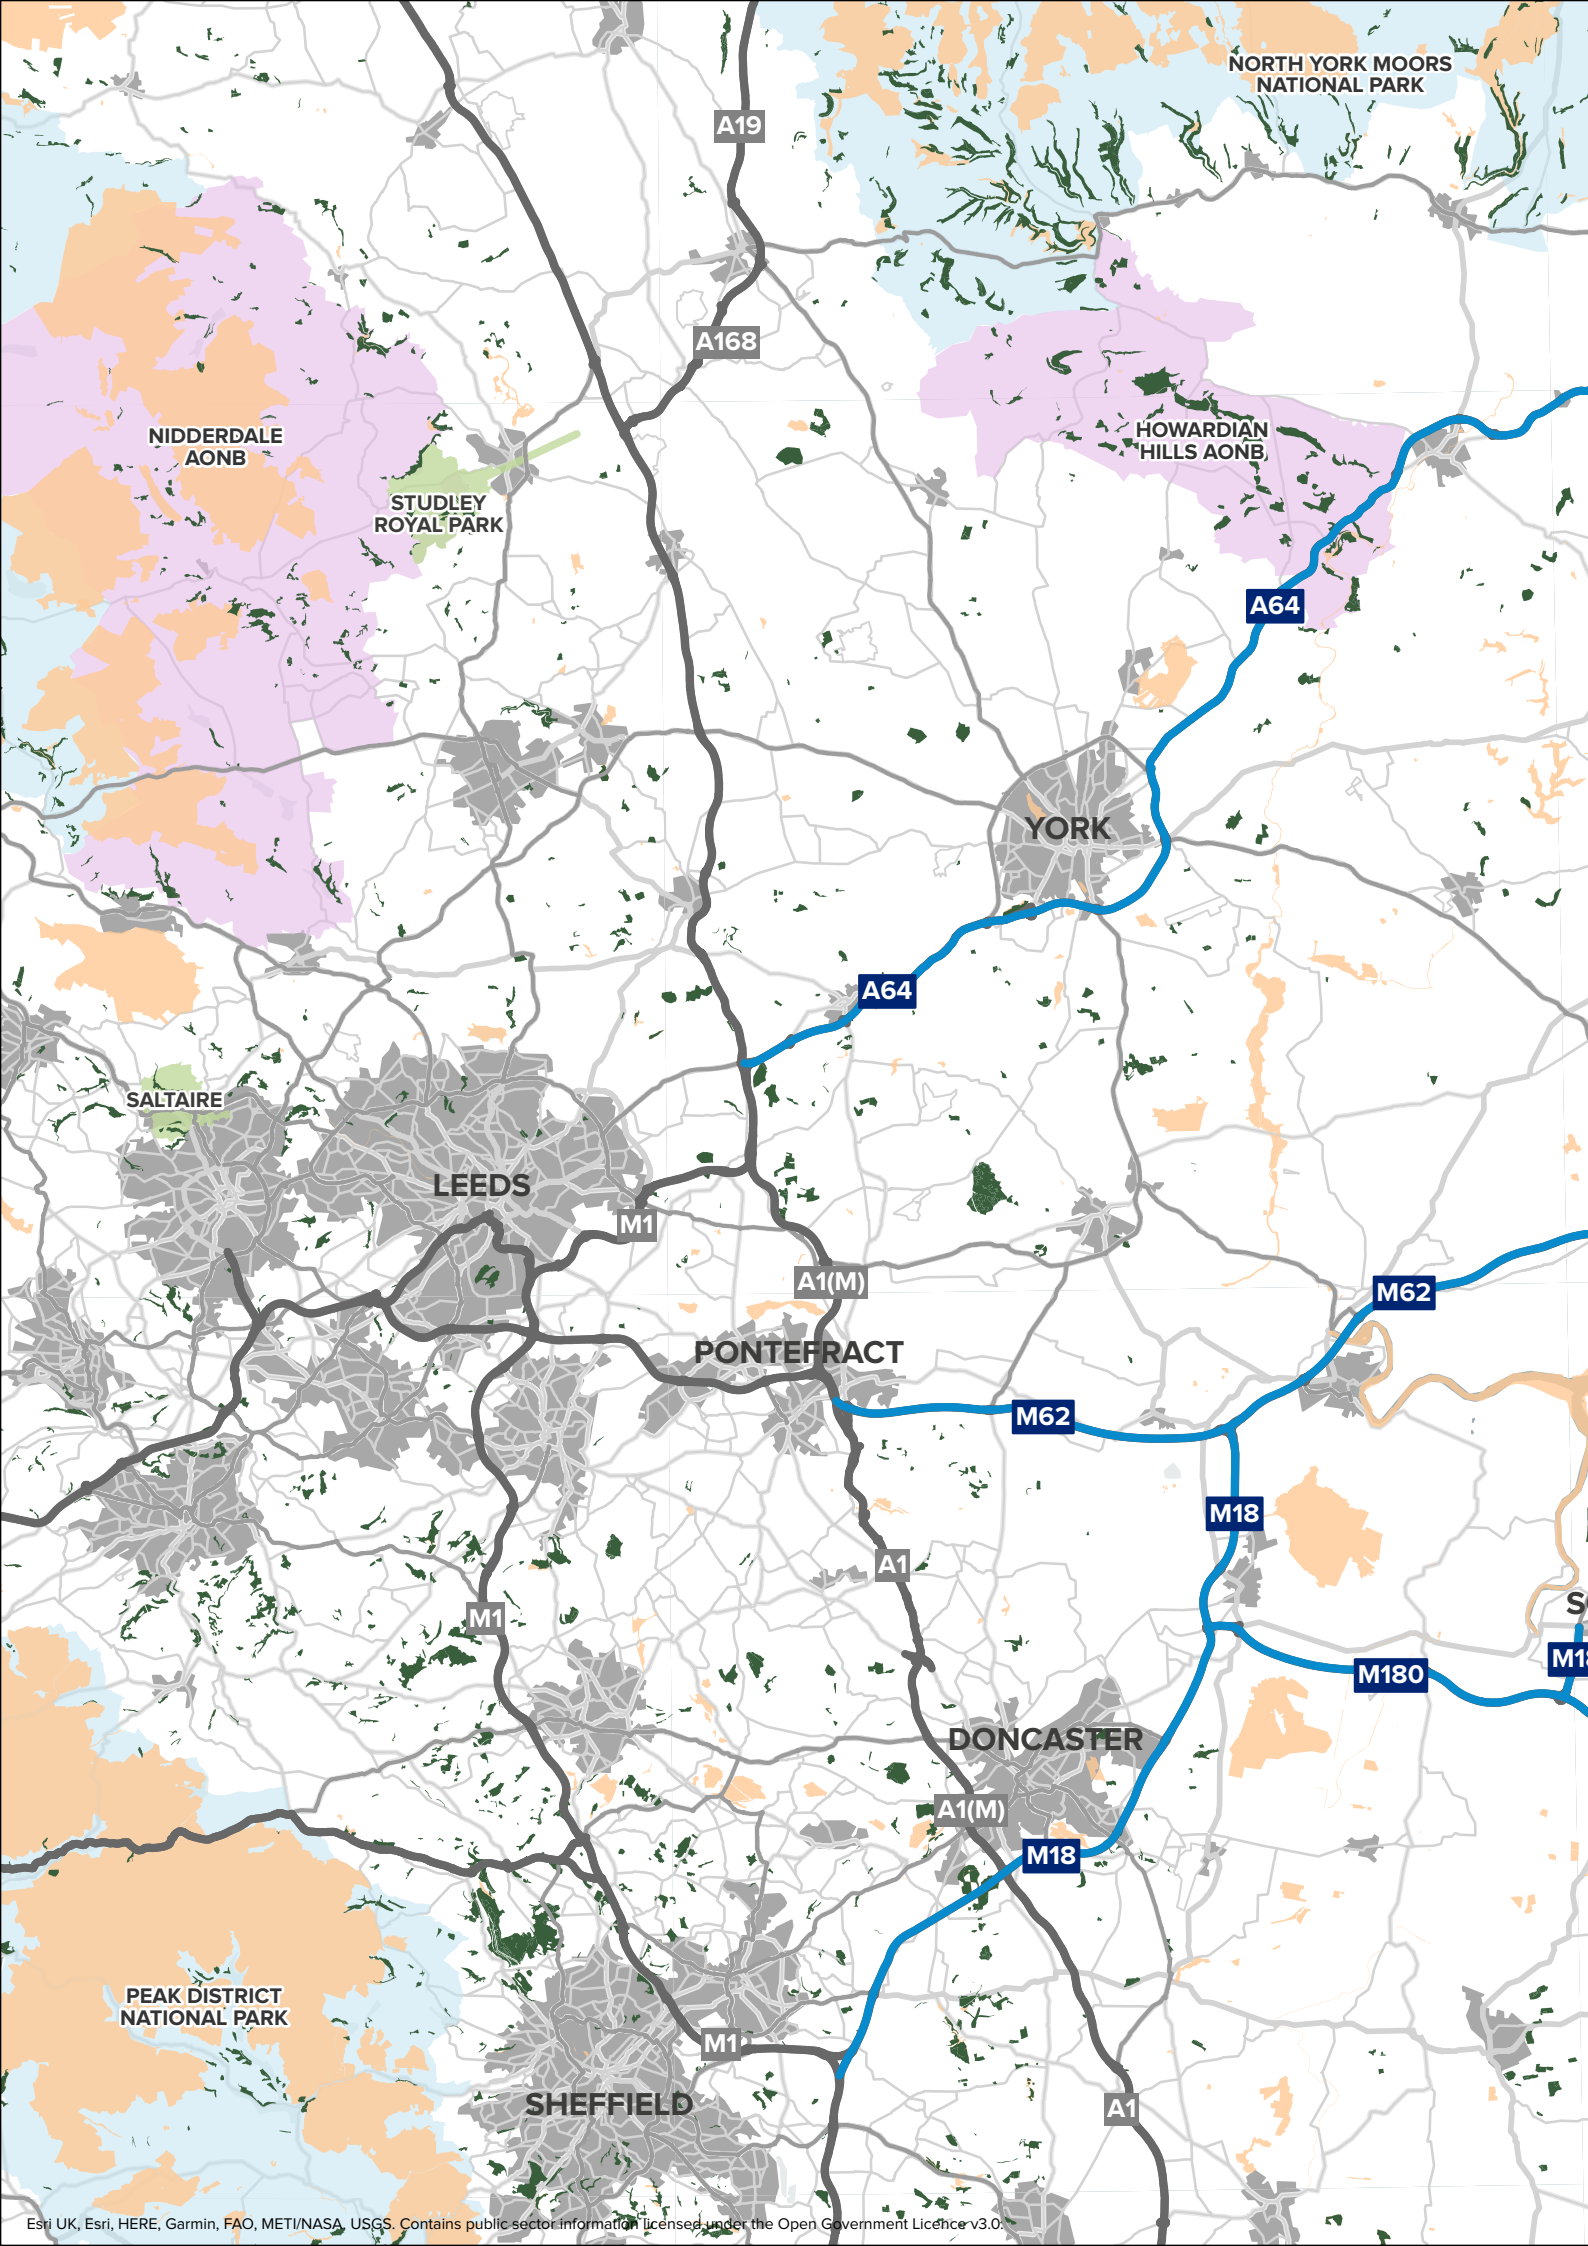 NORTH YORK MOORS
NATIONAL PARK
A19
A168
NIDDERDALE
AONB
HOWARDIAN
HILLS AONB
STUDLEY
ROYAL PARK
A64
YORK
A64
SALTAIRE
LEEDS
M1
A1(M)
M62
PONTEFRACT
M62
M18
A1
M1
M180
DONCASTER
A1(M)
M18
PEAK DISTRICT
NATIONAL PARK
M1
SHEFFIELD
A1
Esri UK, Esri, HERE, Garmin, FAO, METI/NASA, USGS. Contains public sector information licensed under the Open Government Licence v3.0.